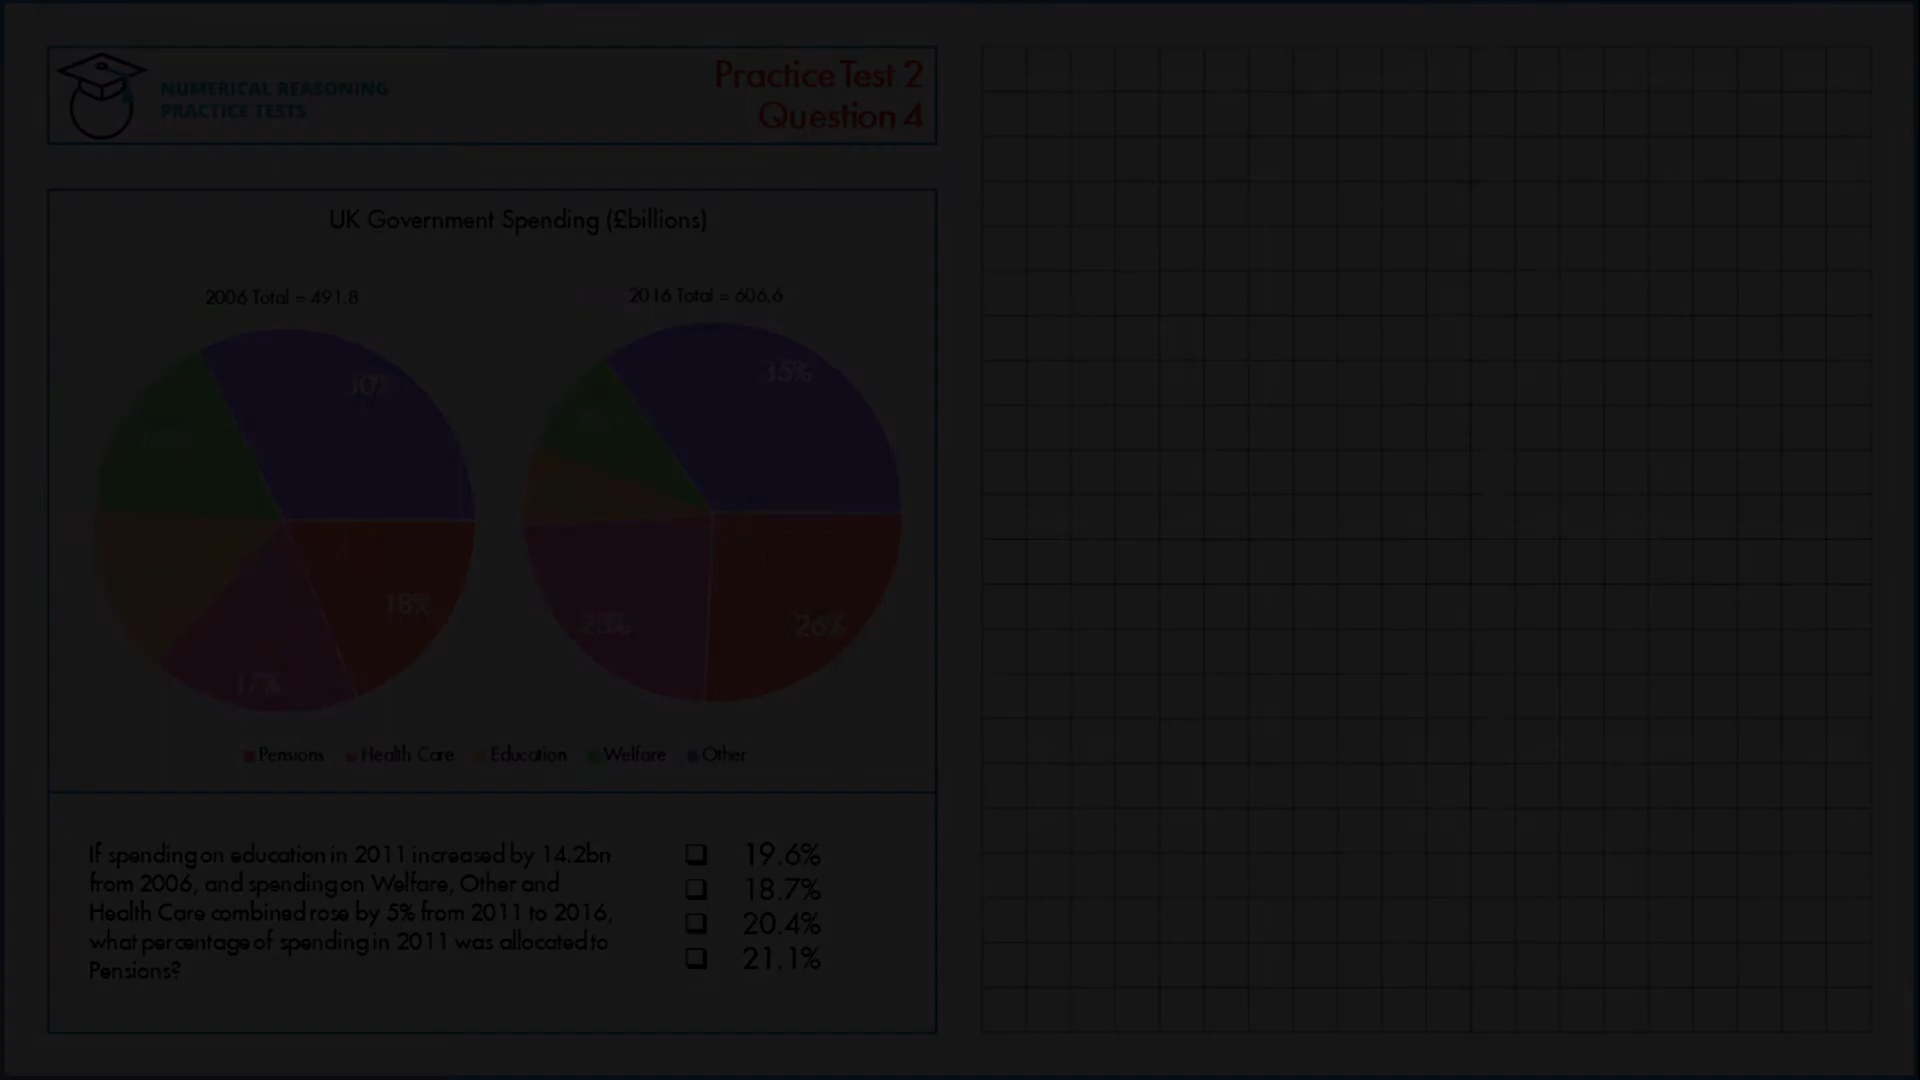 NUMERICAL REASONING
PRACTICE TESTS
Practice Test 2
Question 4
UK Government Spending (£billions)
2006 Total = 491.8
2016 Total = 606.6
35%
18%
17%
23%
26%
Pensions Health Care Education Welfare Other
If spending on education in 2011 increased by 14.2bn
from 2006, and spending on Welfare, Other and
Health Care combined rose by 5% from 2011 to 2016,
what percentage of spending in 2011 was allocated to
Pensions?
19.6%
18.7%
20.4%
21.1%